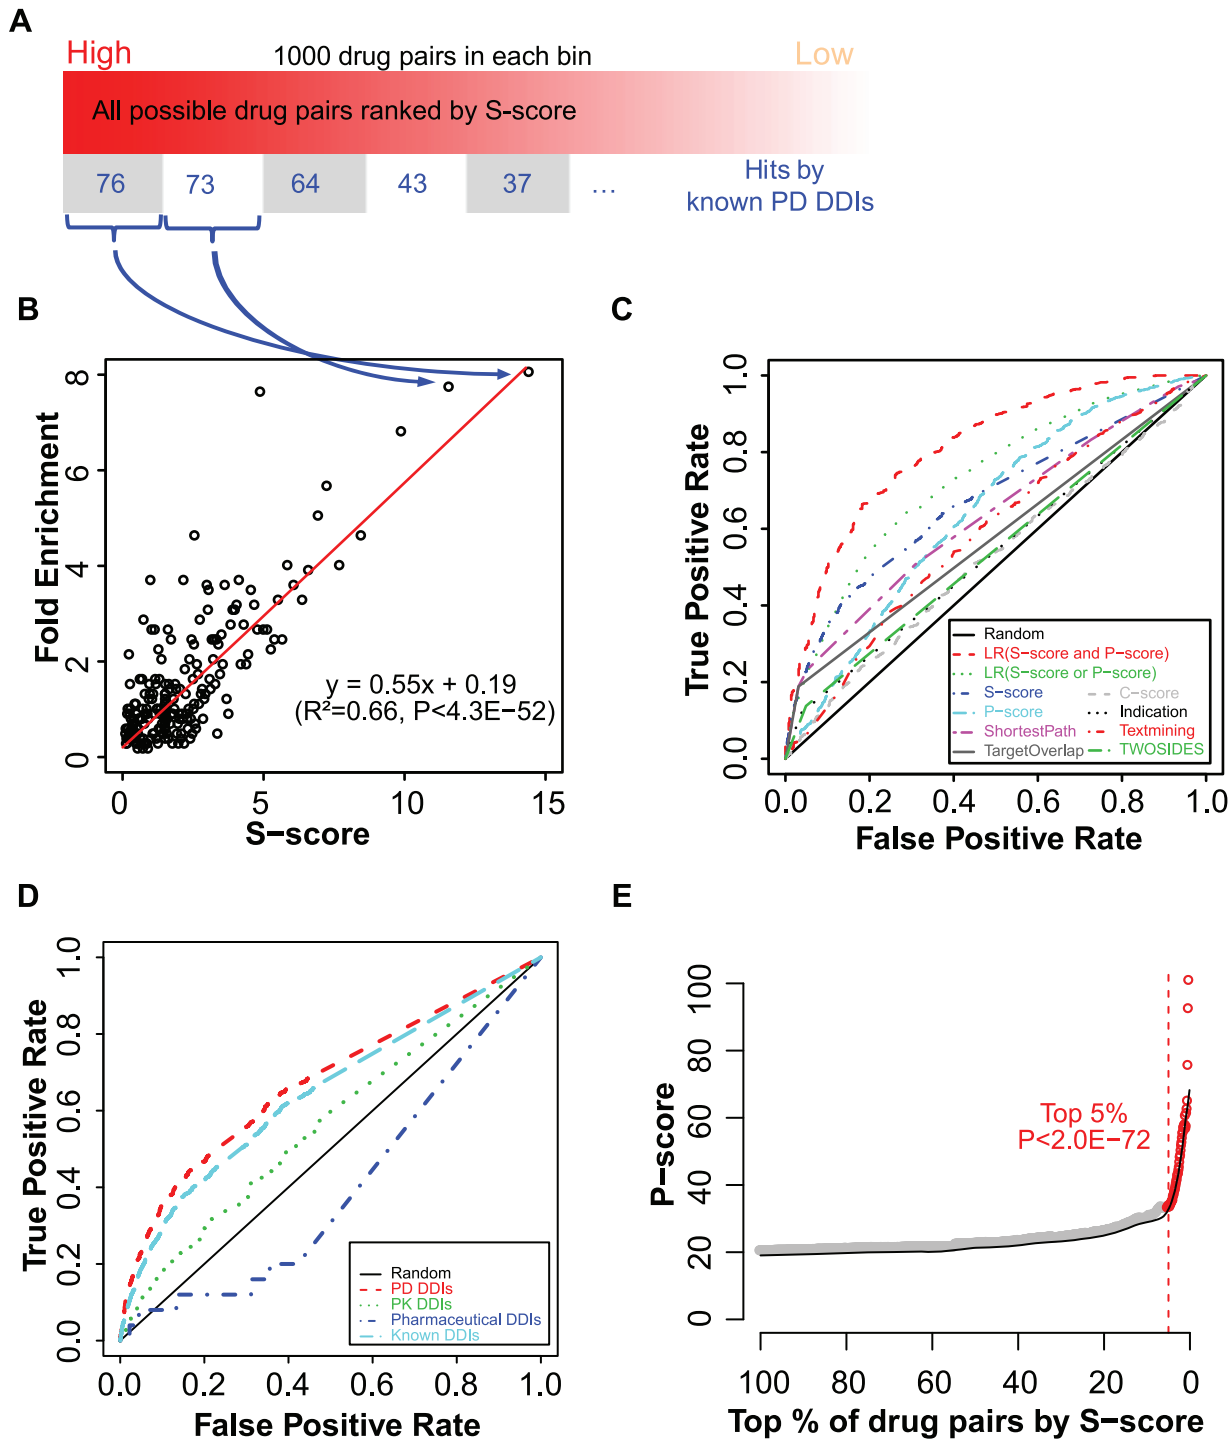 A
High 1000 drug pairs in each bin Low
All possible drug pairs ranked by S-score
76 73 64 43 37 ... Hits by
known PD DDIs
B
8
6
4
2
0
Fold Enrichment
y = 0.55x + 0.19
(R²=0.66, P<4.3E−52)
0 5 10 15
S−score
C
1.0
0.8
0.6
0.4
0.2
0.0
True Positive Rate
Random
LR(S−score and P−score)
LR(S−score or P−score)
S−score C−score
P−score Indication
ShortestPath Textmining
TargetOverlap TWOSIDES
0.0 0.2 0.4 0.6 0.8 1.0
False Positive Rate
D
1.0
0.8
0.6
0.4
0.2
0.0
True Positive Rate
Random
PD DDIs
PK DDIs
Pharmaceutical DDIs
Known DDIs
0.0 0.2 0.4 0.6 0.8 1.0
False Positive Rate
E
100
80
60
40
20
0
P−score
Top 5%
P<2.0E−72
100 80 60 40 20 0
Top % of drug pairs by S−score